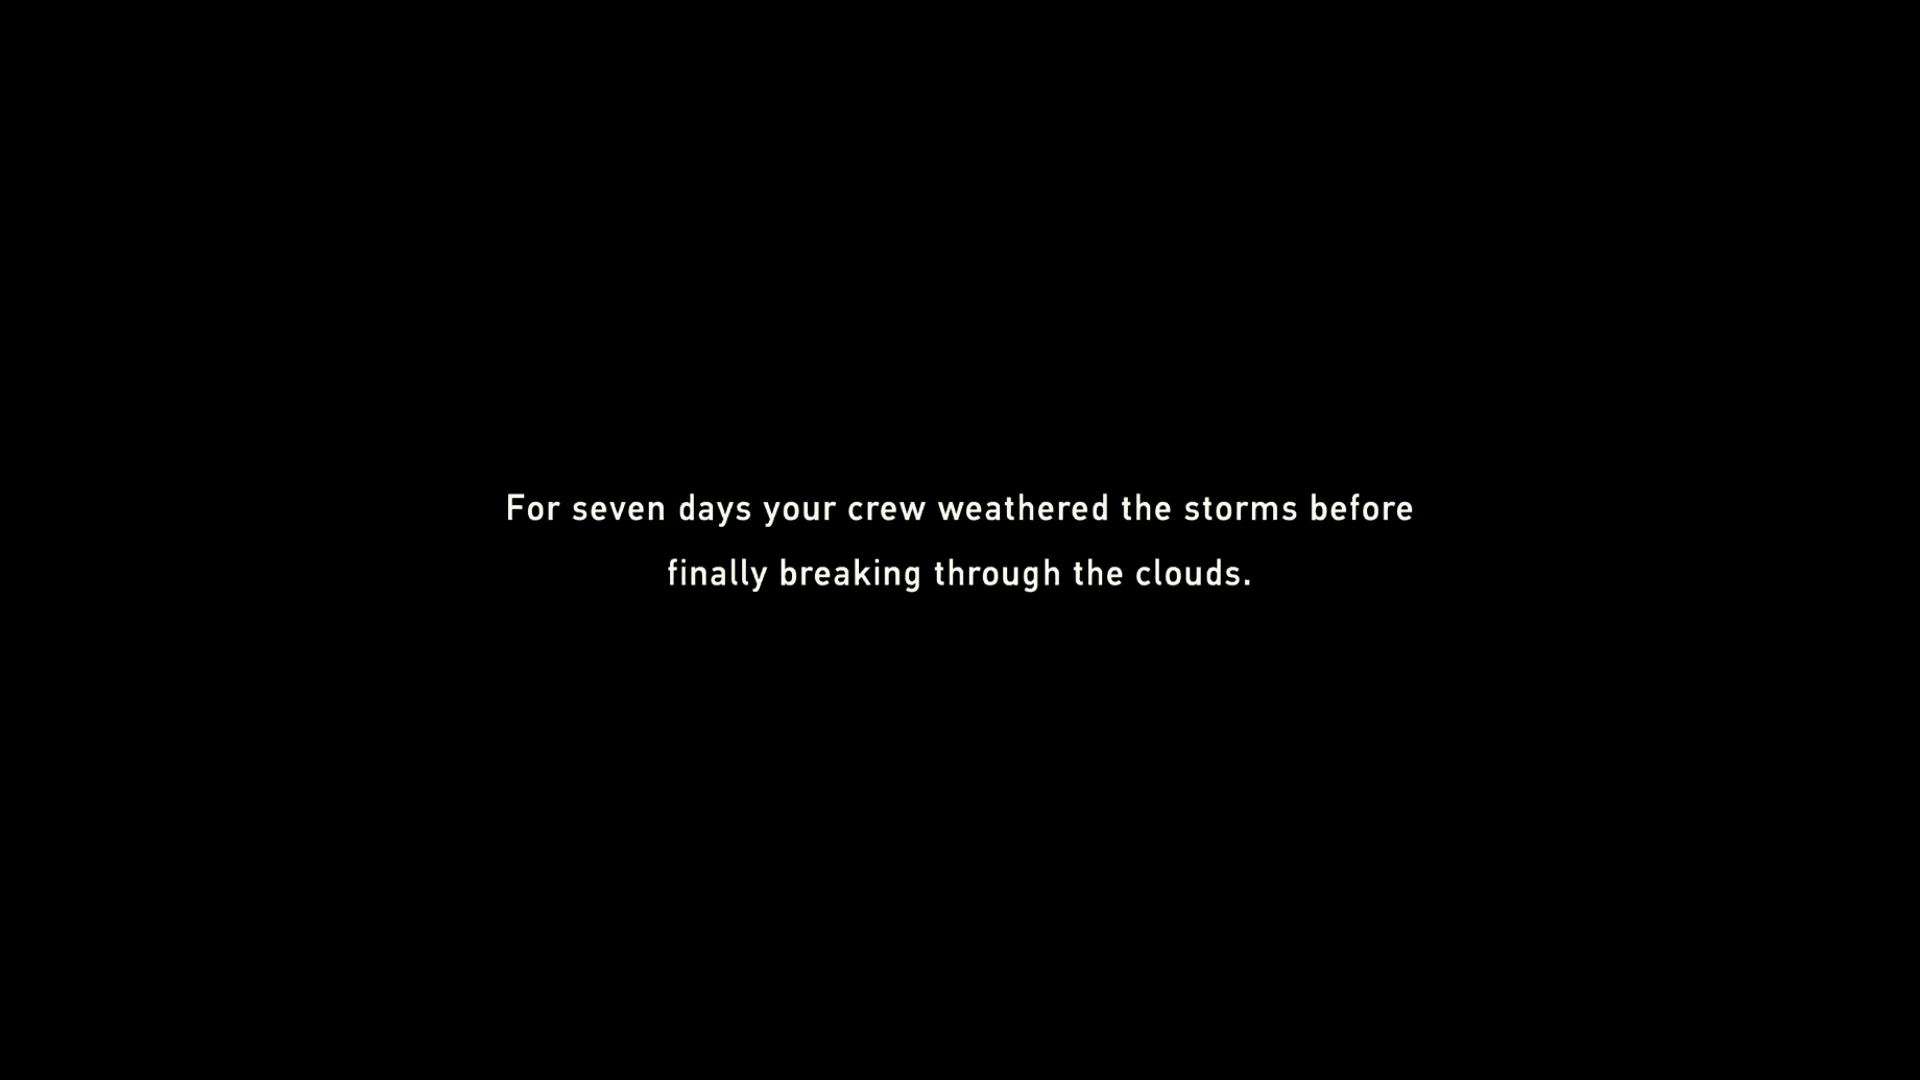 For seven days your crew weathered the storms before
finally breaking through the clouds.